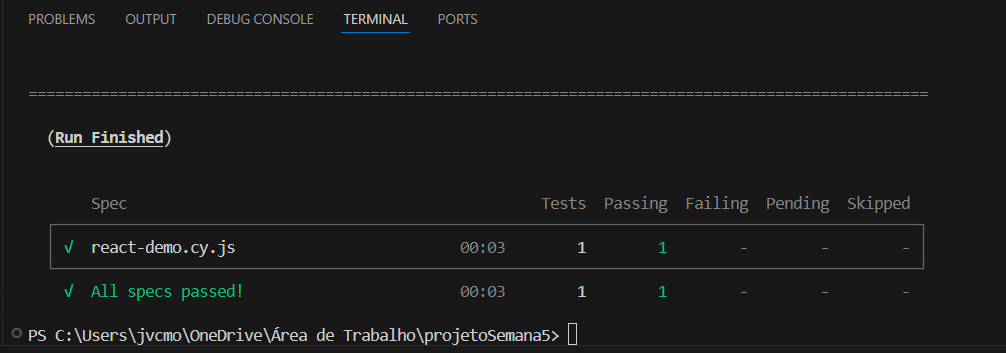 PROBLEMS OUTPUT DEBUG CONSOLE TERMINAL PORTS
====================================================================================================
(Run Finished)
Spec Tests Passing Failing Pending Skipped
√ react-demo.cy.js 00:03 1 1 - - -
√ All specs passed! 00:03 1 1 - - -
PS C:\Users\jvcmo\OneDrive\Área de Trabalho\projetoSemana5>